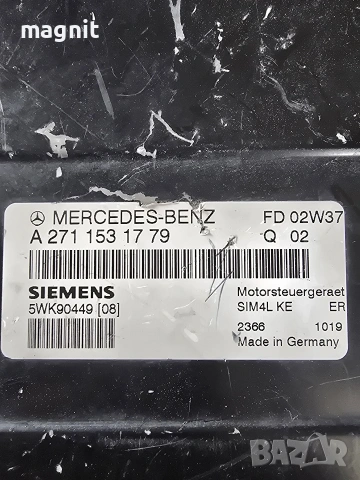 magnit
MERCEDES-BENZ FD 02W37
A 271 153 17 79 Q 02
SIEMENS Motorsteuergeraet
5WK90449 [08] SIM4L KE ER
2366 1019
Made in Germany
BAZAR.BG